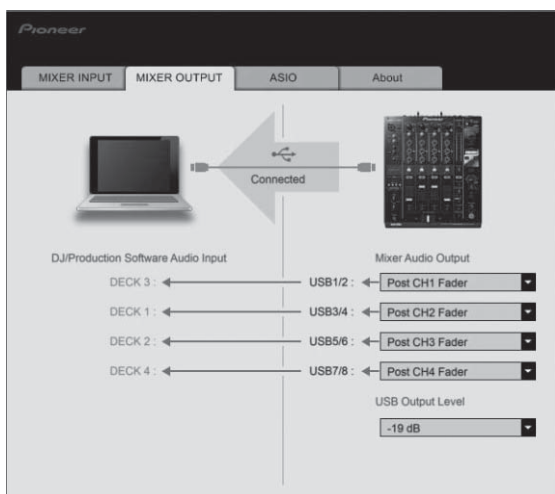 Pioneer
MIXER INPUT MIXER OUTPUT ASIO About
Connected
DJ/Production Software Audio Input Mixer Audio Output
DECK 3 : USB1/2 : Post CH1 Fader
DECK 1 : USB3/4 : Post CH2 Fader
DECK 2 : USB5/6 : Post CH3 Fader
DECK 4 : USB7/8 : Post CH4 Fader
USB Output Level
-19 dB